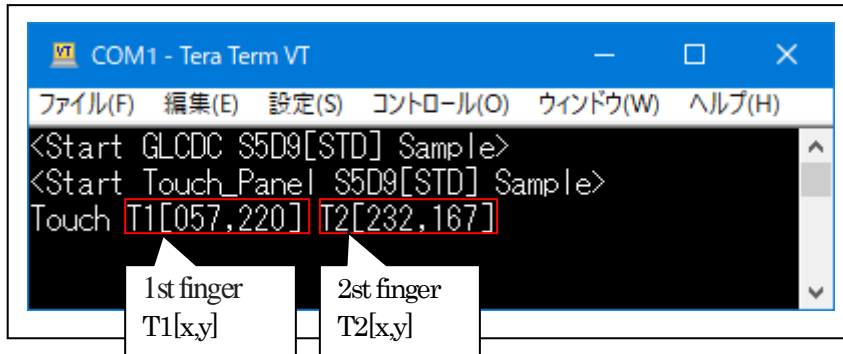 COM1 - Tera Term VT
ファイル(F) 編集(E) 設定(S) コントロール(O) ウィンドウ(W) ヘルプ(H)
<Start GLCDC S5D9[STD] Sample>
<Start Touch_Panel S5D9[STD] Sample>
Touch T1[057,220] T2[232,167]
1st finger
T1[x,y]
2st finger
T2[x,y]